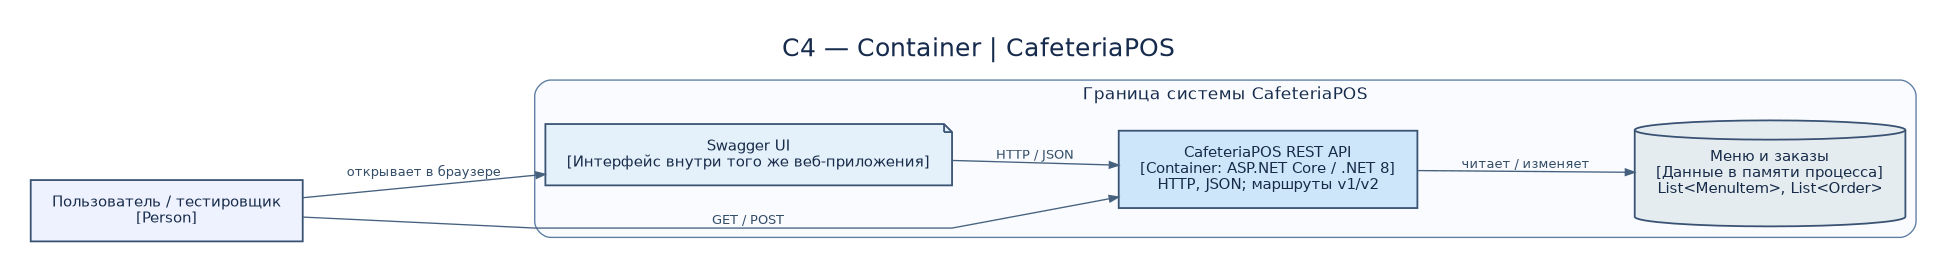 C4 — Container | CafeteriaPOS
Граница системы CafeteriaPOS
Пользователь / тестировщик
[Person]
открывает в браузере
GET / POST
Swagger UI
[Интерфейс внутри того же веб-приложения]
HTTP / JSON
CafeteriaPOS REST API
[Container: ASP.NET Core / .NET 8]
HTTP, JSON; маршруты v1/v2
читает / изменяет
Меню и заказы
[Данные в памяти процесса]
List<MenuItem>, List<Order>